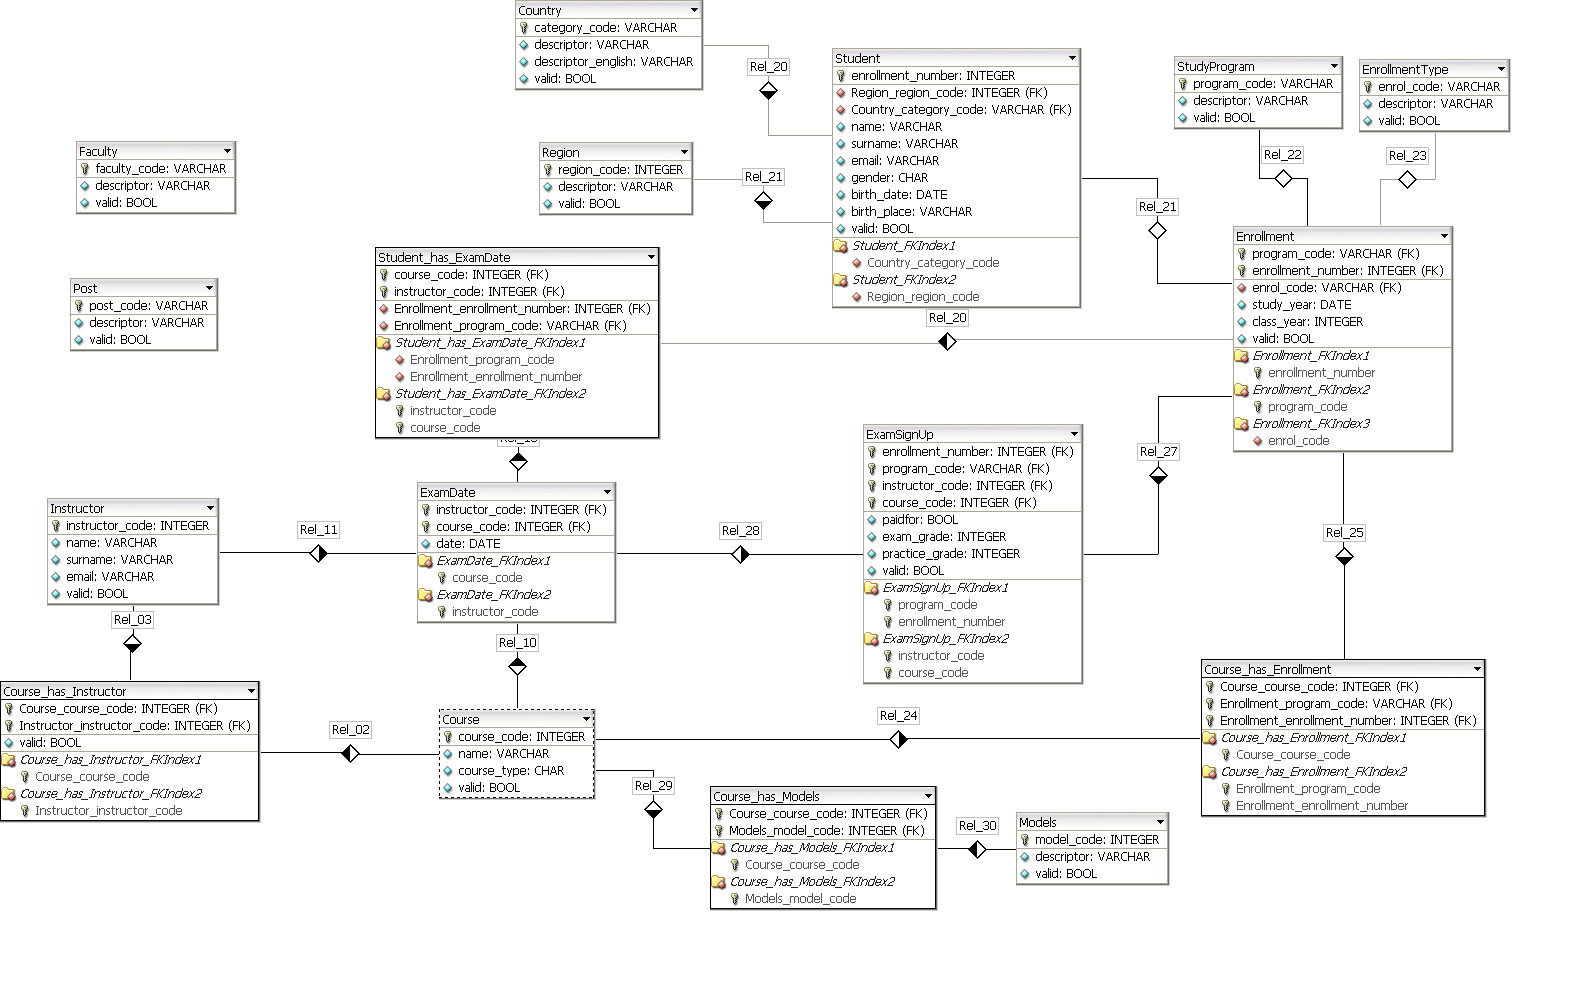 Country
category_code: VARCHAR
descriptor: VARCHAR
descriptor_english: VARCHAR
valid: BOOL
Rel_20
Student
enrollment_number: INTEGER
Region_region_code: INTEGER (FK)
Country_category_code: VARCHAR (FK)
name: VARCHAR
surname: VARCHAR
email: VARCHAR
gender: CHAR
birth_date: DATE
birth_place: VARCHAR
valid: BOOL
Student_FKIndex1
Country_category_code
Student_FKIndex2
Region_region_code
StudyProgram
program_code: VARCHAR
descriptor: VARCHAR
valid: BOOL
EnrollmentType
enrol_code: VARCHAR
descriptor: VARCHAR
valid: BOOL
Rel_22
Rel_23
Faculty
faculty_code: VARCHAR
descriptor: VARCHAR
valid: BOOL
Region
region_code: INTEGER
descriptor: VARCHAR
valid: BOOL
Rel_21
Rel_21
Enrollment
program_code: VARCHAR (FK)
enrollment_number: INTEGER (FK)
enrol_code: VARCHAR (FK)
study_year: DATE
class_year: INTEGER
valid: BOOL
Enrollment_FKIndex1
enrollment_number
Enrollment_FKIndex2
program_code
Enrollment_FKIndex3
enrol_code
Post
post_code: VARCHAR
descriptor: VARCHAR
valid: BOOL
Student_has_ExamDate
course_code: INTEGER (FK)
instructor_code: INTEGER (FK)
Enrollment_enrollment_number: INTEGER (FK)
Enrollment_program_code: VARCHAR (FK)
Student_has_ExamDate_FKIndex1
Enrollment_program_code
Enrollment_enrollment_number
Student_has_ExamDate_FKIndex2
instructor_code
course_code
Rel_20
ExamSignUp
enrollment_number: INTEGER (FK)
program_code: VARCHAR (FK)
instructor_code: INTEGER (FK)
course_code: INTEGER (FK)
paidfor: BOOL
exam_grade: INTEGER
practice_grade: INTEGER
valid: BOOL
ExamSignUp_FKIndex1
program_code
enrollment_number
ExamSignUp_FKIndex2
instructor_code
course_code
Rel_27
Instructor
instructor_code: INTEGER
name: VARCHAR
surname: VARCHAR
email: VARCHAR
valid: BOOL
Rel_11
ExamDate
instructor_code: INTEGER (FK)
course_code: INTEGER (FK)
date: DATE
ExamDate_FKIndex1
course_code
ExamDate_FKIndex2
instructor_code
Rel_28
Rel_25
Rel_03
Rel_10
Course_has_Instructor
Course_course_code: INTEGER (FK)
Instructor_instructor_code: INTEGER (FK)
valid: BOOL
Course_has_Instructor_FKIndex1
Course_course_code
Course_has_Instructor_FKIndex2
Instructor_instructor_code
Rel_02
Course
course_code: INTEGER
name: VARCHAR
course_type: CHAR
valid: BOOL
Rel_24
Course_has_Enrollment
Course_course_code: INTEGER (FK)
Enrollment_program_code: VARCHAR (FK)
Enrollment_enrollment_number: INTEGER (FK)
Course_has_Enrollment_FKIndex1
Course_course_code
Course_has_Enrollment_FKIndex2
Enrollment_program_code
Enrollment_enrollment_number
Rel_29
Course_has_Models
Course_course_code: INTEGER (FK)
Models_model_code: INTEGER (FK)
Course_has_Models_FKIndex1
Course_course_code
Course_has_Models_FKIndex2
Models_model_code
Rel_30
Models
model_code: INTEGER
descriptor: VARCHAR
valid: BOOL